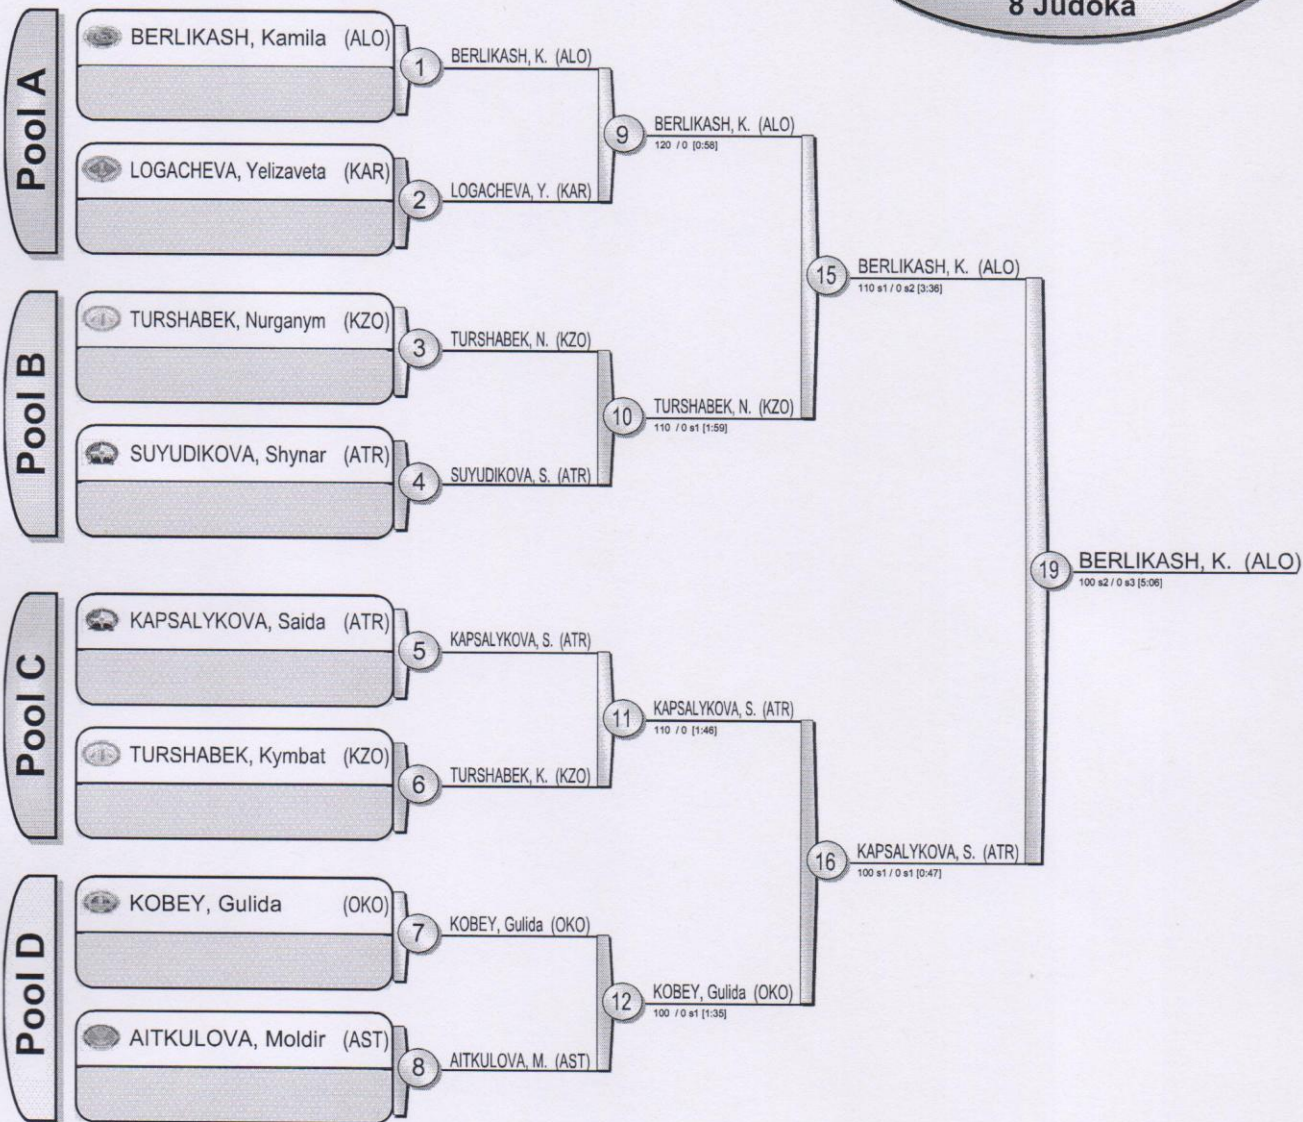 8 Judoka
Pool A
BERLIKASH, Kamila (ALO)
1
BERLIKASH, K. (ALO)
LOGACHEVA, Yelizaveta (KAR)
2
LOGACHEVA, Y. (KAR)
9
BERLIKASH, K. (ALO)
120 / 0 [0:58]
Pool B
TURSHABEK, Nurganym (KZO)
3
TURSHABEK, N. (KZO)
SUYUDIKOVA, Shynar (ATR)
4
SUYUDIKOVA, S. (ATR)
10
TURSHABEK, N. (KZO)
110 / 0 s1 [1:59]
15
BERLIKASH, K. (ALO)
110 s1 / 0 s2 [3:36]
Pool C
KAPSALYKOVA, Saida (ATR)
5
KAPSALYKOVA, S. (ATR)
TURSHABEK, Kymbat (KZO)
6
TURSHABEK, K. (KZO)
11
KAPSALYKOVA, S. (ATR)
110 / 0 [1:46]
Pool D
KOBEY, Gulida (OKO)
7
KOBEY, Gulida (OKO)
AITKULOVA, Moldir (AST)
8
AITKULOVA, M. (AST)
12
KOBEY, Gulida (OKO)
100 / 0 s1 [1:35]
16
KAPSALYKOVA, S. (ATR)
100 s1 / 0 s1 [0:47]
19
BERLIKASH, K. (ALO)
100 s2 / 0 s3 [5:06]